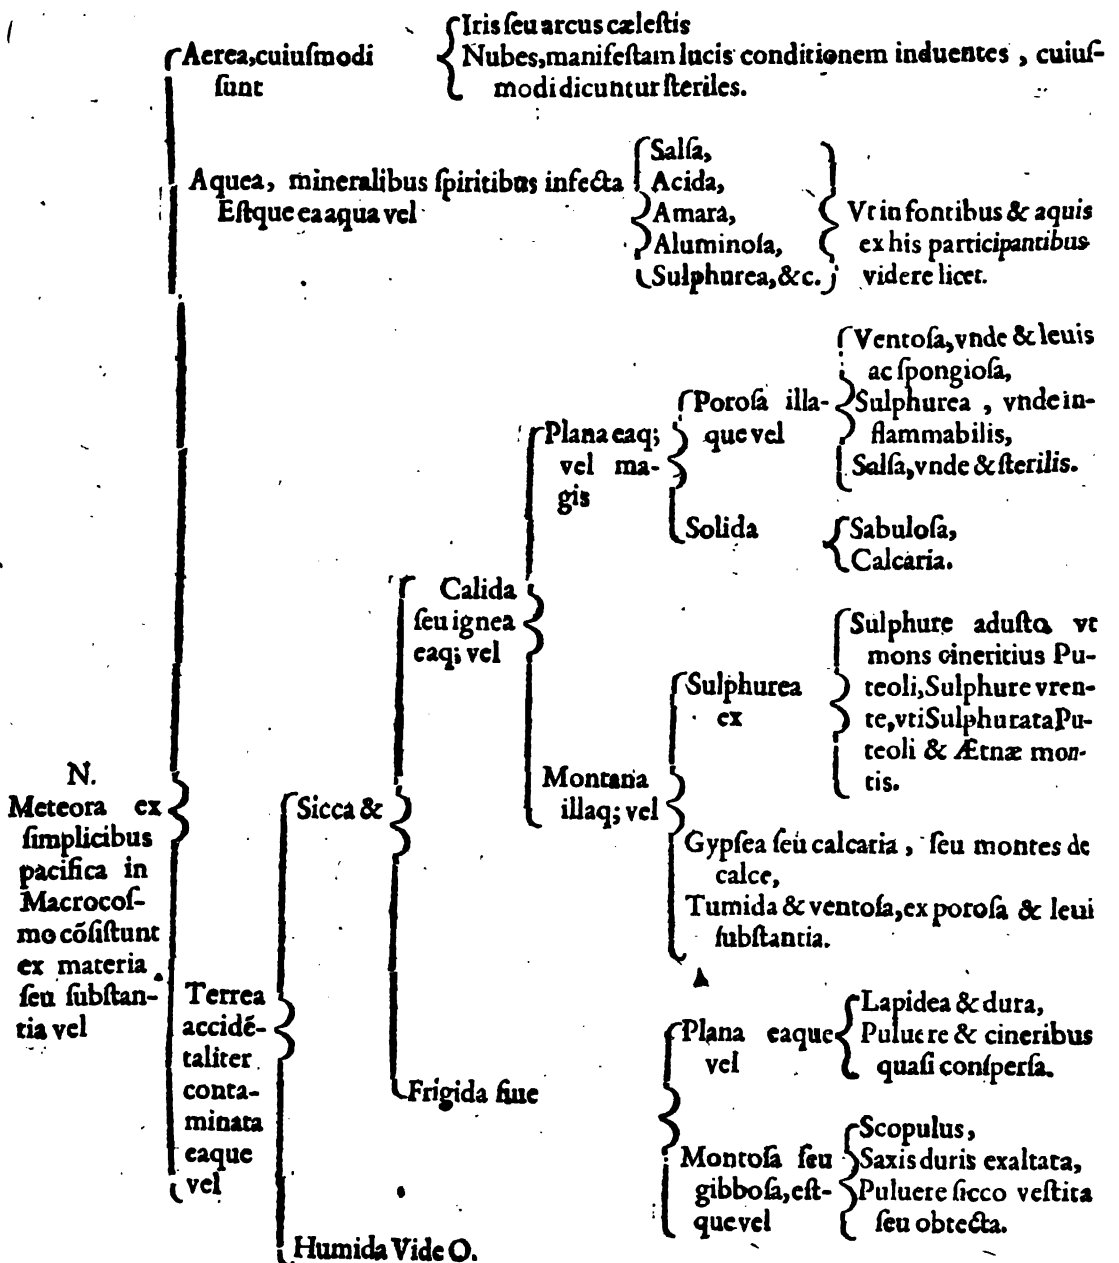 Iris ſeu arcus cæleſtis
Aerea, cuiuſmodi
ſunt
Nubes, manifeſtam lucis conditionem induentes, cuiuſ-
modi dicuntur ſteriles.
Aquea, mineralibus ſpiritibus infecta
Eſtque ea aqua vel
Salſa,
Acida,
Amara,
Aluminoſa,
Sulphurea, &c.
Vt in fontibus & aquis
ex his participantibus
videre licet.
Calida
ſeu ignea
eaq; vel
Plana eaq;
vel ma-
gis
Poroſa illa-
que vel
Ventoſa, vnde & leuis
ac ſpongioſa,
Sulphurea, vnde in-
flammabilis,
Salſa, vnde & ſterilis.
Solida
Sabuloſa,
Calcaria.
Montana
illaq; vel
Sulphurea
ex
Sulphure aduſto vt
mons cineritius Pu-
teoli, Sulphure vren-
te, vti Sulphurata Pu-
teoli & Ætnæ mon-
tis.
Gypſea ſeu calcaria, ſeu montes de
calce,
Tumida & ventoſa, ex poroſa & leui
ſubſtantia.
N.
Meteora ex
ſimplicibus
pacifica in
Macrocoſ-
mo cõſiſtunt
ex materia
ſeu ſubſtan-
tia vel
Terrea
accidẽ-
taliter
conta-
minata
eaque
vel
Sicca &
Frigida ſiue
Plana eaque
vel
Lapidea & dura,
Puluere & cineribus
quaſi conſperſa.
Montoſa ſeu
gibboſa, eſt-
que vel
Scopulus,
Saxis duris exaltata,
Puluere ſicco veſtita
ſeu obtecta.
Humida Vide O.